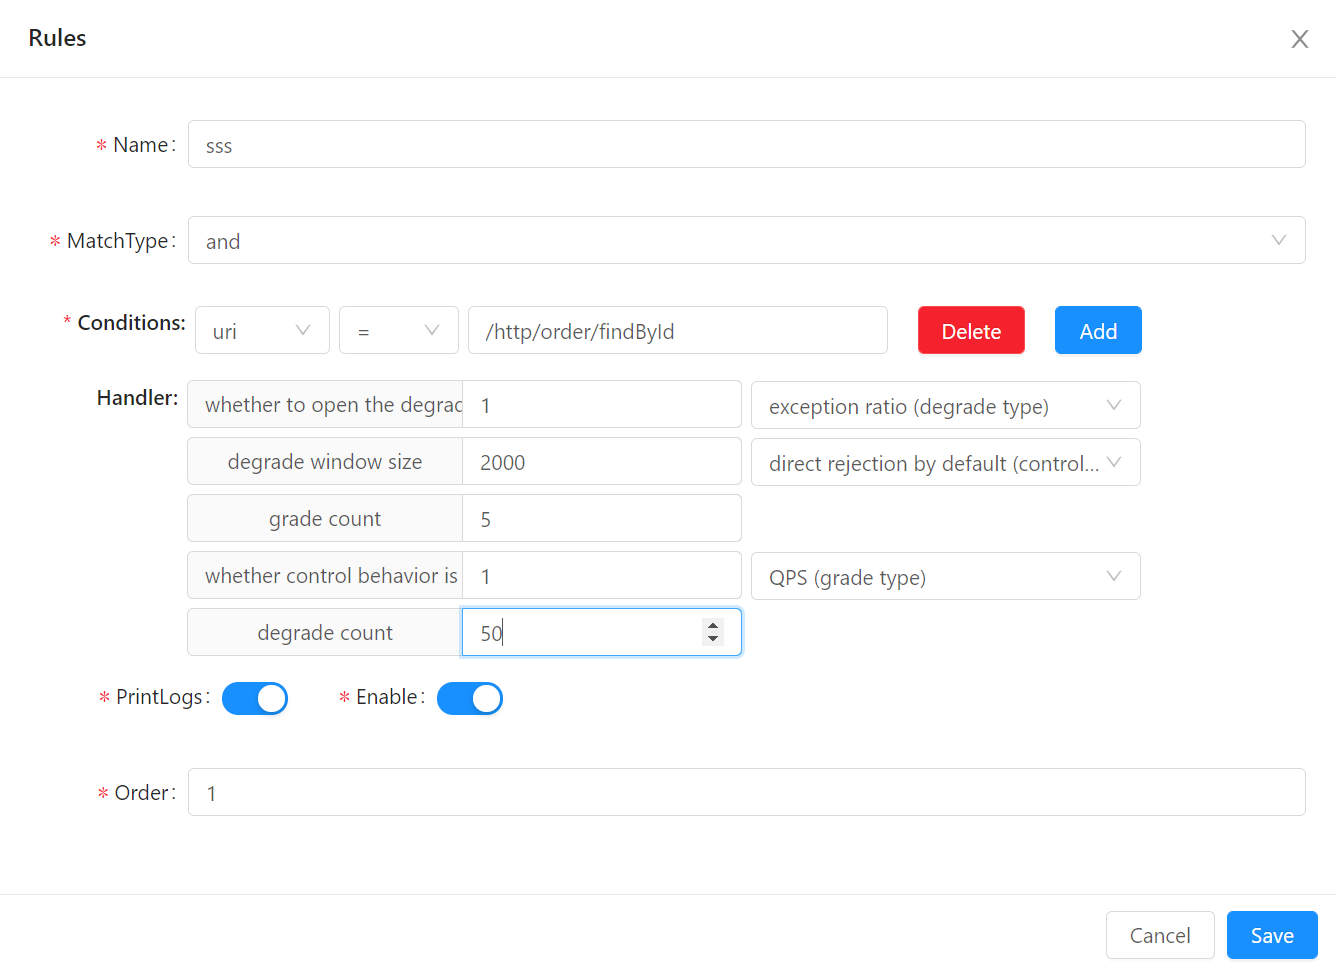 Rules
* Name: sss
* MatchType: and
* Conditions: uri = /http/order/findById Delete Add
Handler: whether to open the degrad 1 exception ratio (degrade type)
degrade window size 2000 direct rejection by default (control...
grade count 5
whether control behavior is 1 QPS (grade type)
degrade count 50
* PrintLogs: * Enable:
* Order: 1
Cancel Save